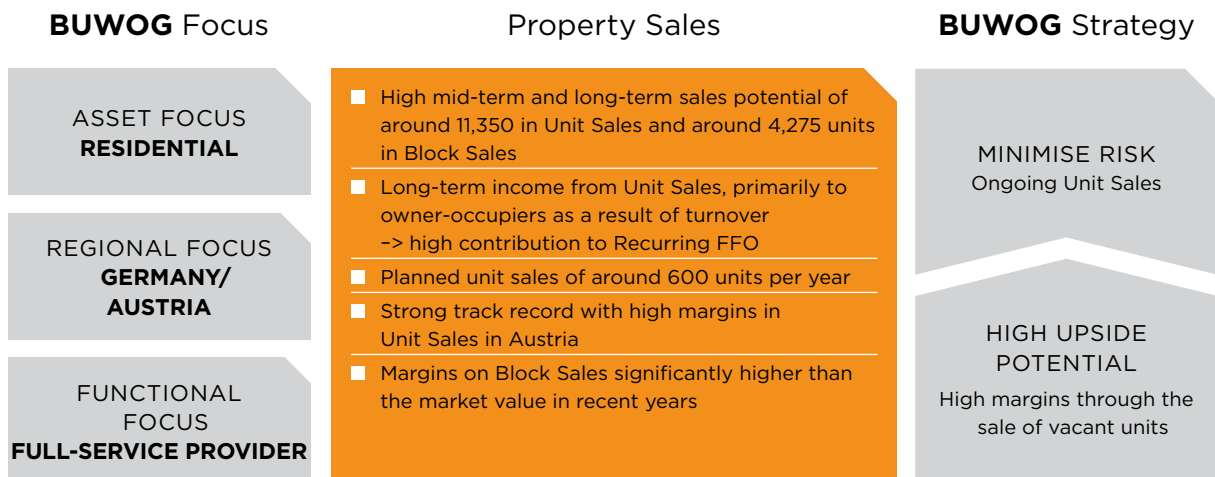 BUWOG Focus
ASSET FOCUS
RESIDENTIAL
REGIONAL FOCUS
GERMANY/
AUSTRIA
FUNCTIONAL
FOCUS
FULL-SERVICE PROVIDER
Property Sales
High mid-term and long-term sales potential of
around 11,350 in Unit Sales and around 4,275 units
in Block Sales
Long-term income from Unit Sales, primarily to
owner-occupiers as a result of turnover
–> high contribution to Recurring FFO
Planned unit sales of around 600 units per year
Strong track record with high margins in
Unit Sales in Austria
Margins on Block Sales significantly higher than
the market value in recent years
BUWOG Strategy
MINIMISE RISK
Ongoing Unit Sales
HIGH UPSIDE
POTENTIAL
High margins through the
sale of vacant units